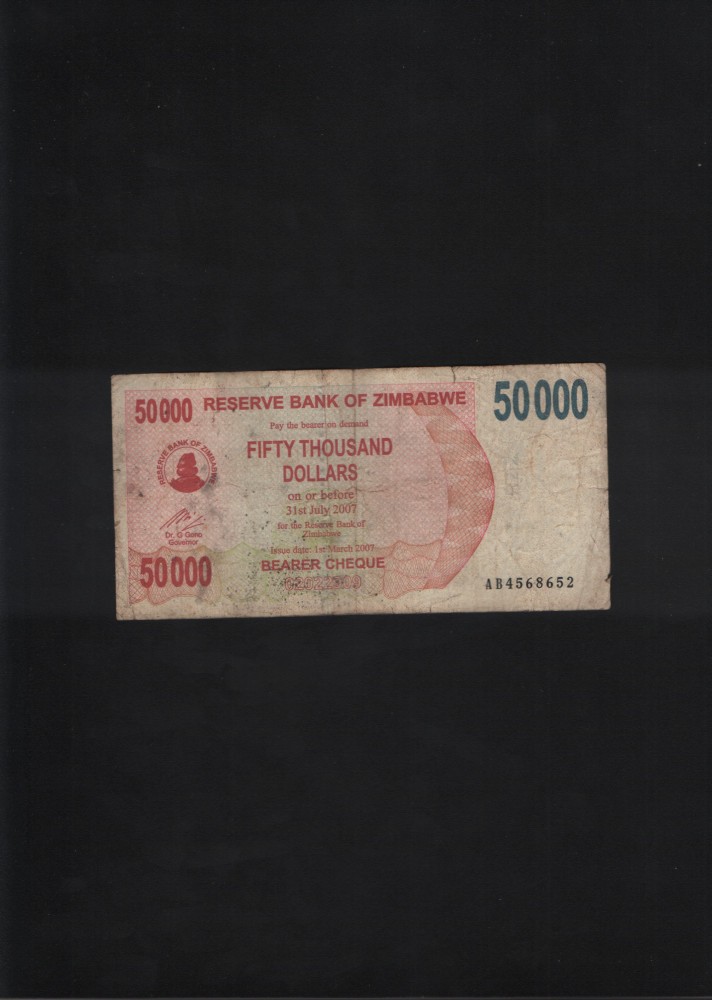 50000
RESERVE BANK OF ZIMBABWE
50000
Pay the bearer on demand
FIFTY THOUSAND
DOLLARS
RESERVE BANK OF ZIMBABWE
on or before
31st July 2007
for the Reserve Bank of
Zimbabwe
Dr. G Gono
Governor
Issue date: 1st March 2007
50000
BEARER CHEQUE
AB4568652